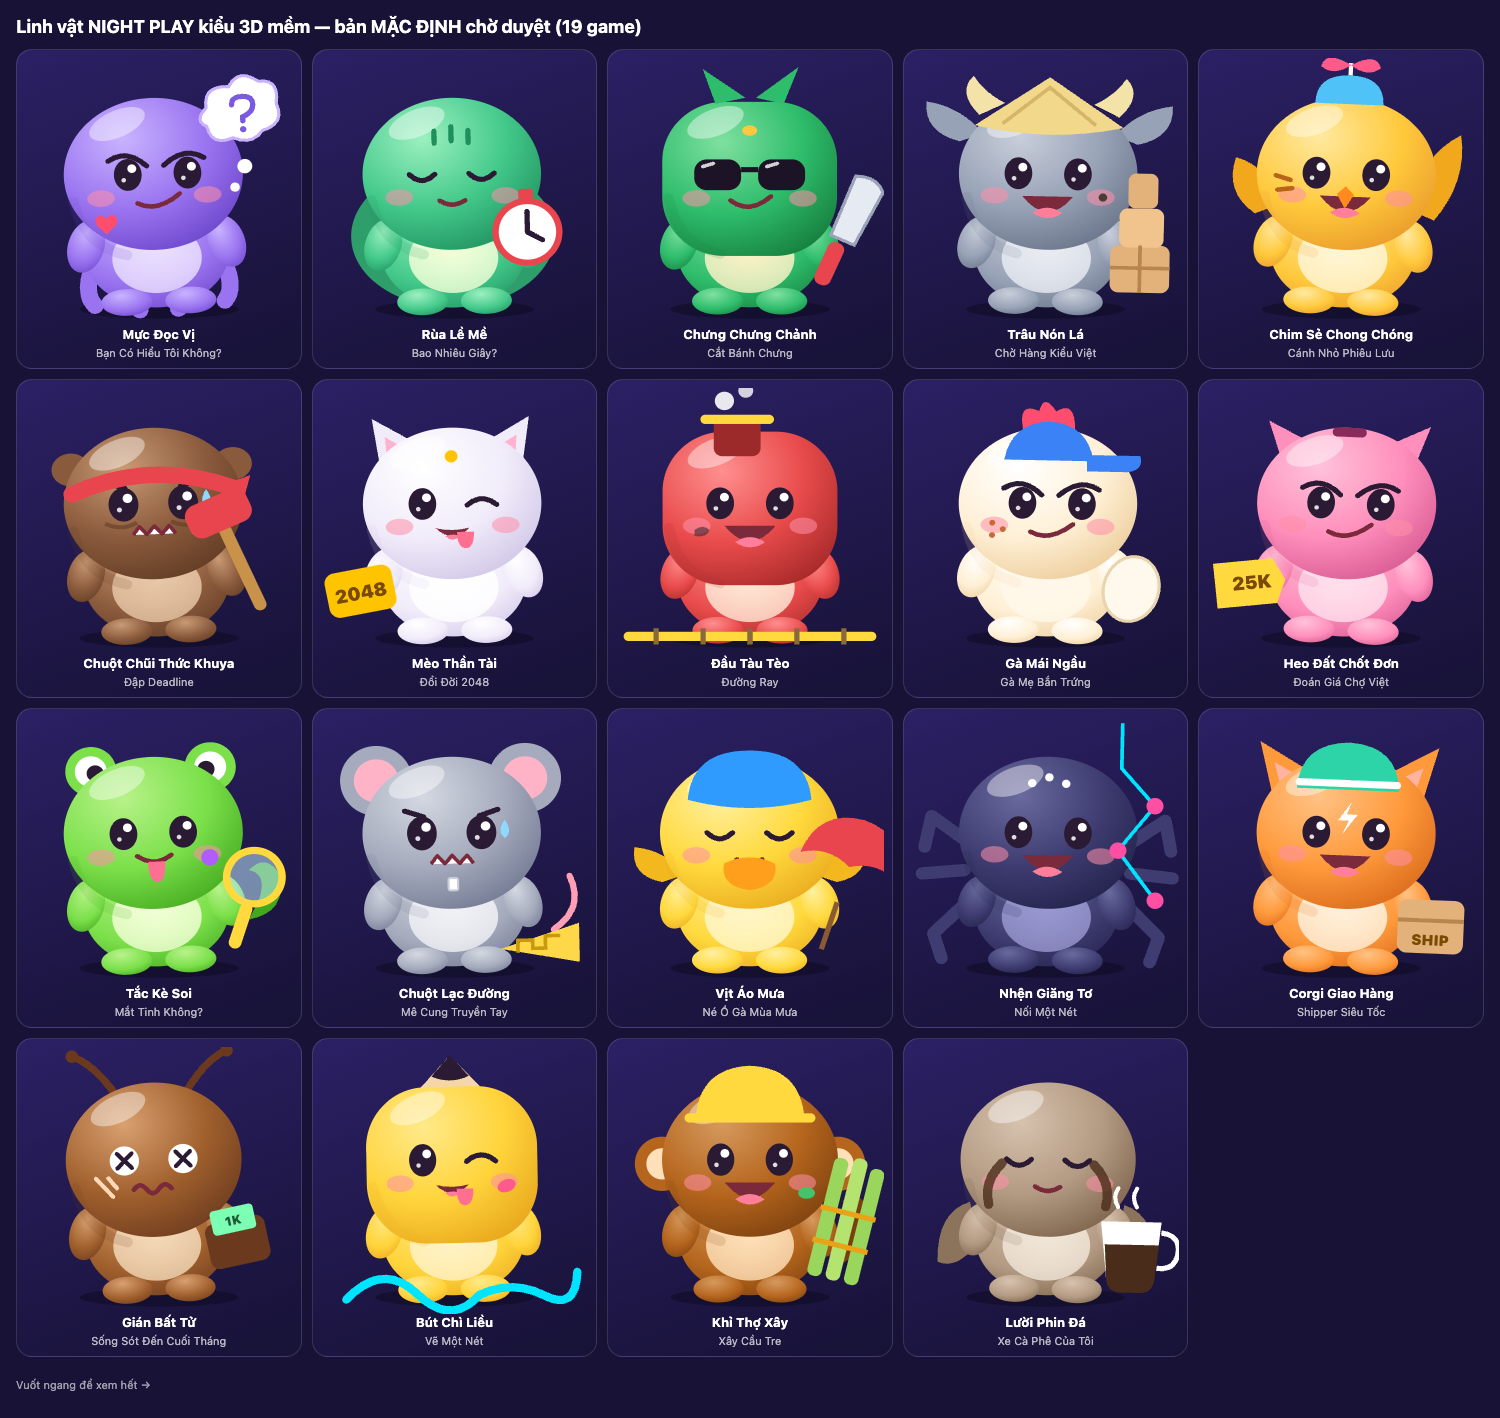 Linh vật NIGHT PLAY kiểu 3D mềm — bản MẶC ĐỊNH chờ duyệt (19 game)
?
Mực Đọc Vị
Bạn Có Hiểu Tôi Không?
Rùa Lề Mề
Bao Nhiêu Giây?
Chưng Chưng Chảnh
Cắt Bánh Chưng
Trâu Nón Lá
Chở Hàng Kiểu Việt
Chim Sẻ Chong Chóng
Cánh Nhỏ Phiêu Lưu
Chuột Chũi Thức Khuya
Đập Deadline
2048
Mèo Thần Tài
Đổi Đời 2048
Đầu Tàu Tèo
Đường Ray
Gà Mái Ngầu
Gà Mẹ Bắn Trứng
25K
Heo Đất Chốt Đơn
Đoán Giá Chợ Việt
Tắc Kè Soi
Mắt Tinh Không?
Chuột Lạc Đường
Mê Cung Truyền Tay
Vịt Áo Mưa
Né Ổ Gà Mùa Mưa
Nhện Giăng Tơ
Nối Một Nét
SHIP
Corgi Giao Hàng
Shipper Siêu Tốc
1K
Gián Bất Tử
Sống Sót Đến Cuối Tháng
Bút Chì Liều
Vẽ Một Nét
Khỉ Thợ Xây
Xây Cầu Tre
Lười Phin Đá
Xe Cà Phê Của Tôi
Vuốt ngang để xem hết →